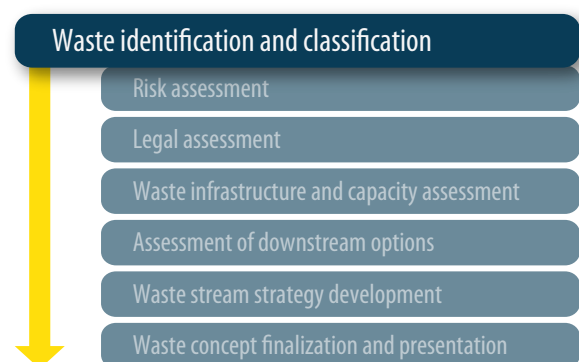 Waste identification and classification
Risk assessment
Legal assessment
Waste infrastructure and capacity assessment
Assessment of downstream options
Waste stream strategy development
Waste concept finalization and presentation